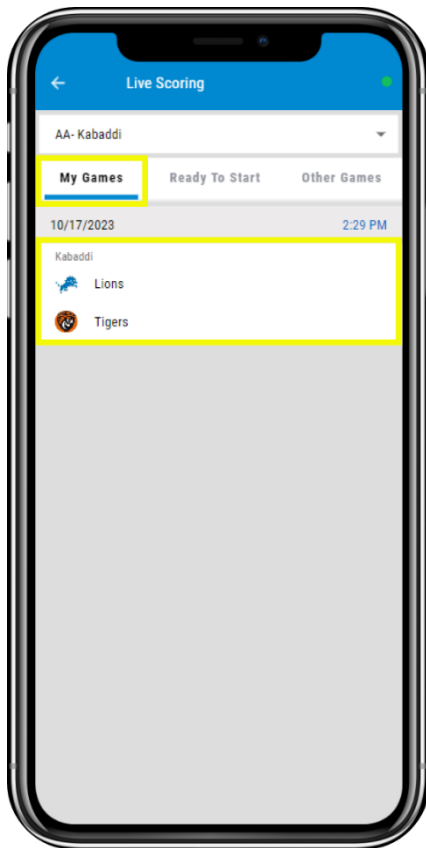 Live Scoring
AA- Kabaddi
My Games Ready To Start Other Games
10/17/2023 2:29 PM
Kabaddi
Lions
Tigers